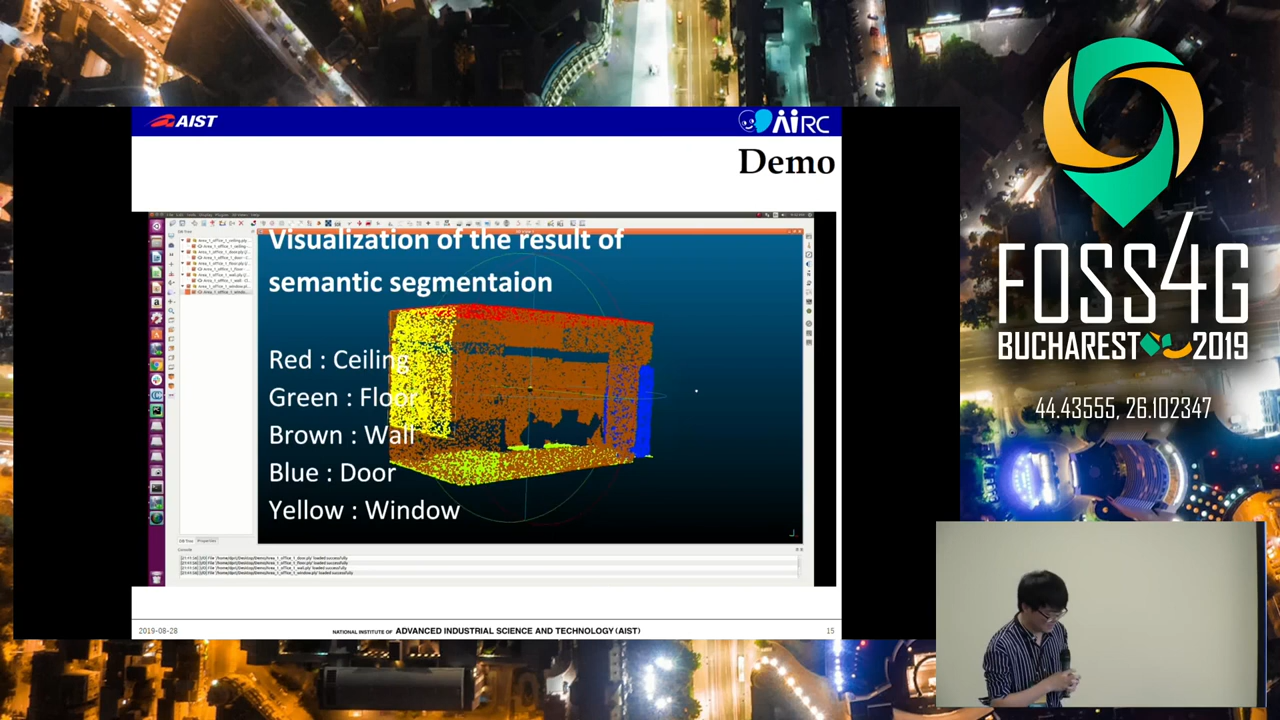 AIST
AIRC
Demo
Visualization of the result of
semantic segmentaion
Red : Ceiling
Green : Floor
Brown : Wall
Blue : Door
Yellow : Window
2019-08-28
NATIONAL INSTITUTE OF ADVANCED INDUSTRIAL SCIENCE AND TECHNOLOGY (AIST)
15
FOSS4G
BUCHAREST 2019
44.43555, 26.102347